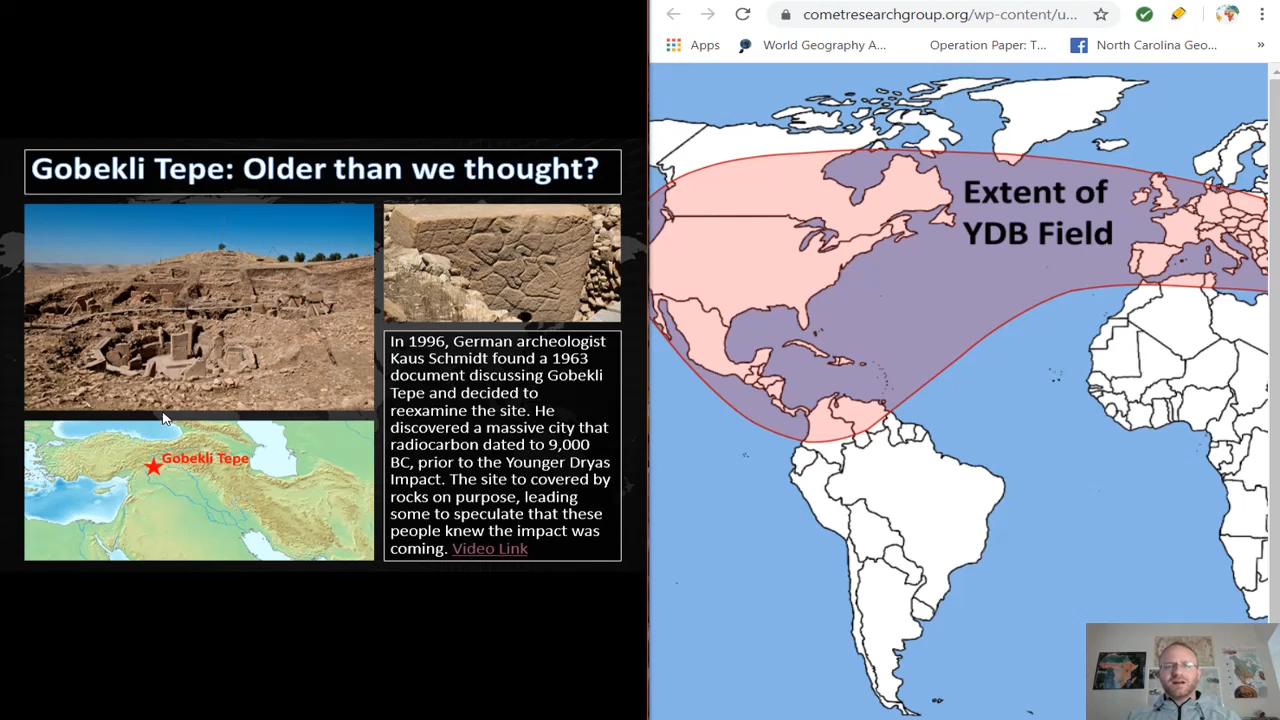 Gobekli Tepe: Older than we thought?
Gobekli Tepe
In 1996, German archeologist
Kaus Schmidt found a 1963
document discussing Gobekli
Tepe and decided to
reexamine the site. He
discovered a massive city that
radiocarbon dated to 9,000
BC, prior to the Younger Dryas
Impact. The site to covered by
rocks on purpose, leading
some to speculate that these
people knew the impact was
coming. Video Link
cometresearchgroup.org/wp-content/u...
Apps
World Geography A...
Operation Paper: T...
North Carolina Geo...
»
Extent of
YDB Field